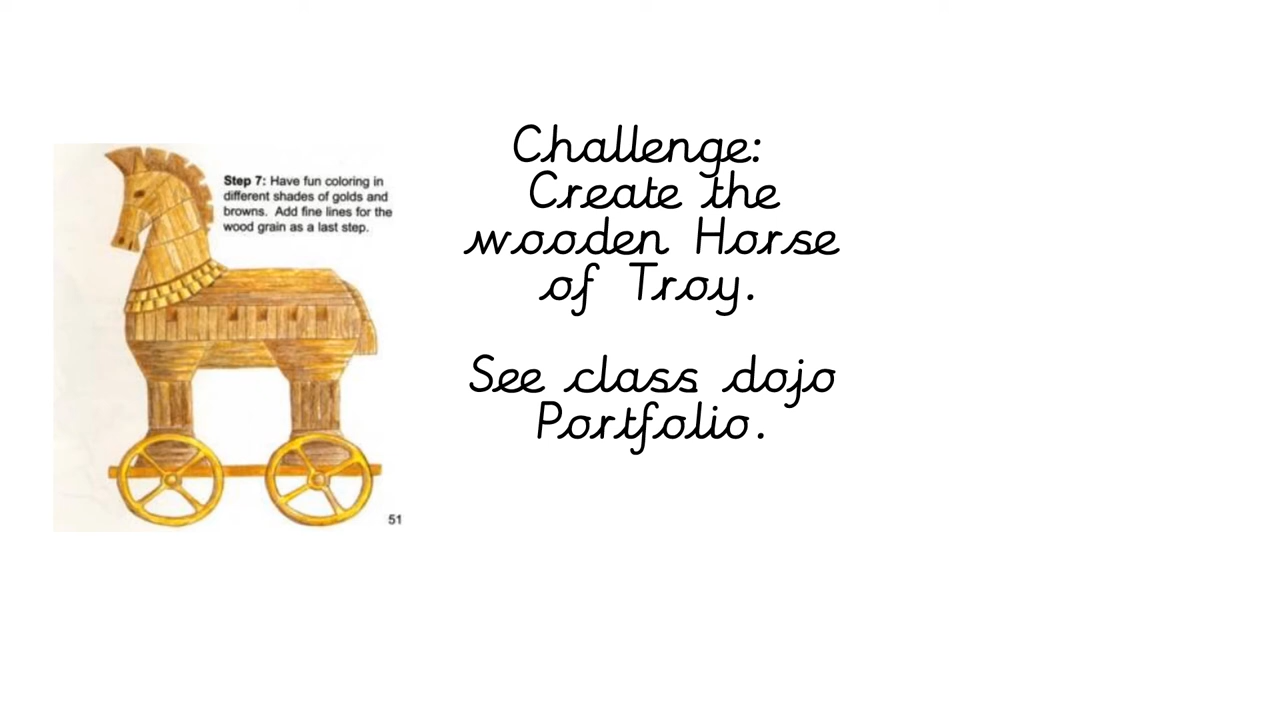 Step 7: Have fun coloring in
different shades of golds and
browns. Add fine lines for the
wood grain as a last step.
51
Challenge:
Create the
wooden Horse
of Troy.
See class dojo
Portfolio.